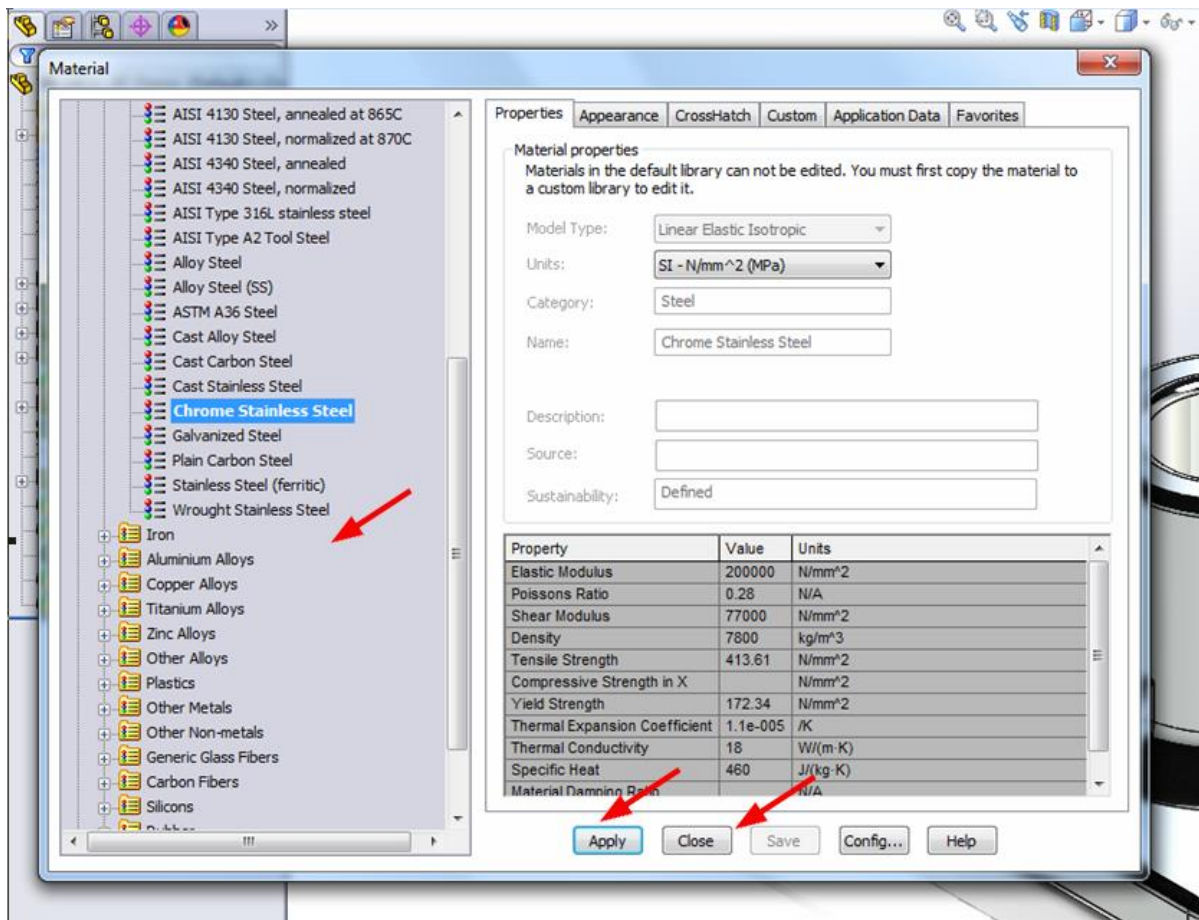 Material
AISI 4130 Steel, annealed at 865C
AISI 4130 Steel, normalized at 870C
AISI 4340 Steel, annealed
AISI 4340 Steel, normalized
AISI Type 316L stainless steel
AISI Type A2 Tool Steel
Alloy Steel
Alloy Steel (SS)
ASTM A36 Steel
Cast Alloy Steel
Cast Carbon Steel
Cast Stainless Steel
Chrome Stainless Steel
Galvanized Steel
Plain Carbon Steel
Stainless Steel (ferritic)
Wrought Stainless Steel
Iron
Aluminium Alloys
Copper Alloys
Titanium Alloys
Zinc Alloys
Other Alloys
Plastics
Other Metals
Other Non-metals
Generic Glass Fibers
Carbon Fibers
Silicons
Properties Appearance CrossHatch Custom Application Data Favorites
Material properties
Materials in the default library can not be edited. You must first copy the material to
a custom library to edit it.
Model Type: Linear Elastic Isotropic
Units: SI - N/mm^2 (MPa)
Category: Steel
Name: Chrome Stainless Steel
Description:
Source:
Sustainability: Defined
Property Value Units
Elastic Modulus 200000 N/mm^2
Poissons Ratio 0.28 N/A
Shear Modulus 77000 N/mm^2
Density 7800 kg/m^3
Tensile Strength 413.61 N/mm^2
Compressive Strength in X N/mm^2
Yield Strength 172.34 N/mm^2
Thermal Expansion Coefficient 1.1e-005 /K
Thermal Conductivity 18 W/(m·K)
Specific Heat 460 J/(kg·K)
Material Damping Ratio N/A
Apply Close Save Config... Help